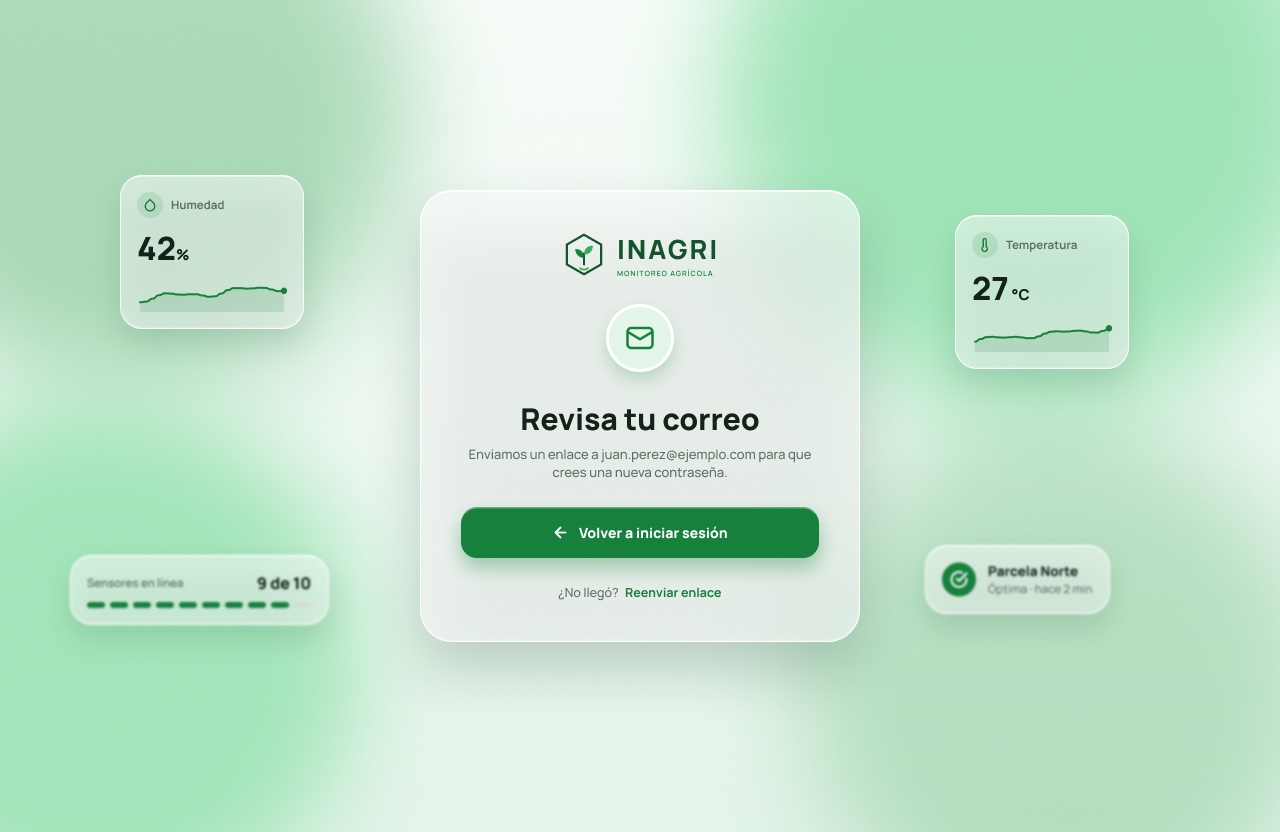 Humedad
42%
INAGRI
MONITOREO AGRÍCOLA
Temperatura
27 °C
Revisa tu correo
Enviamos un enlace a juan.perez@ejemplo.com para que
crees una nueva contraseña.
Volver a iniciar sesión
Sensores en línea
9 de 10
Parcela Norte
Óptima · hace 2 min
¿No llegó? Reenviar enlace